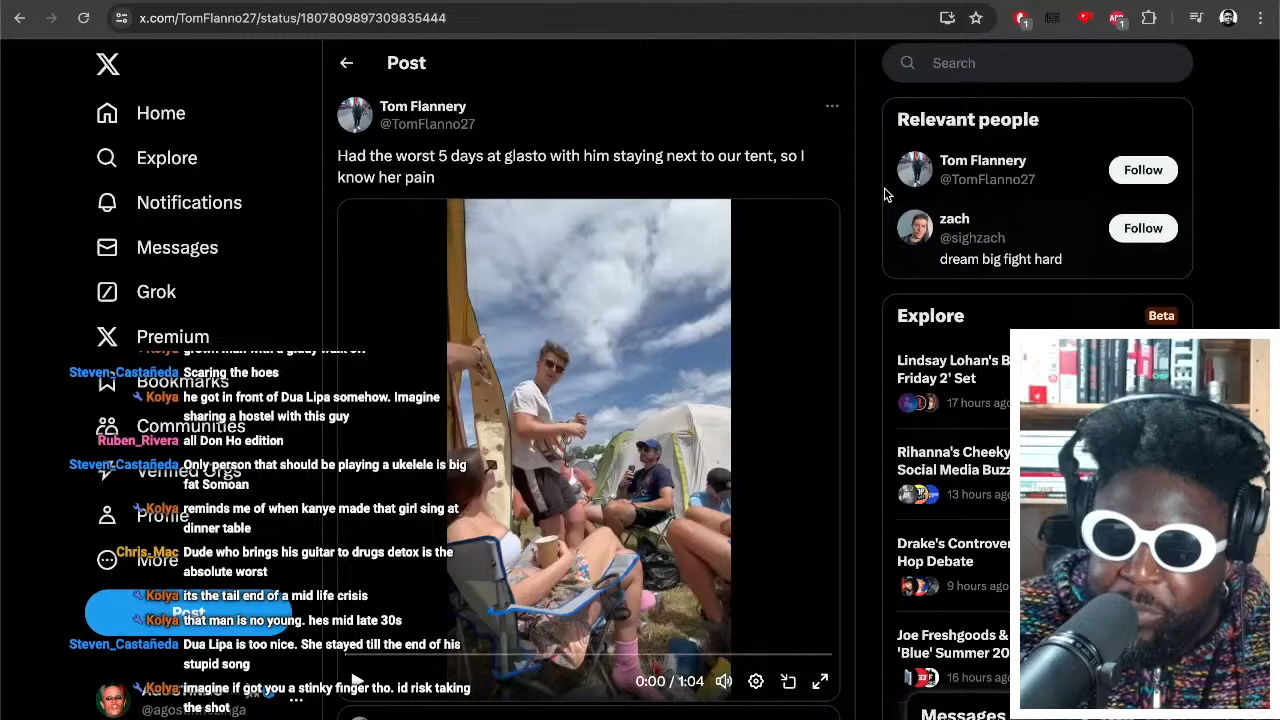 x.com/TomFlanno27/status/1807809897309835444
Home
Explore
Notifications
Messages
Grok
Premium
Bookmarks
Communities
Profile
More
Post
Post
Tom Flannery
@TomFlanno27
Had the worst 5 days at glasto with him staying next to our tent, so I
know her pain
0:00 / 1:04
Search
Relevant people
Tom Flannery
@TomFlanno27
Follow
zach
@sighzach
Follow
dream big fight hard
Explore
Beta
Lindsay Lohan's
Friday 2' Set
17 hours ago
Rihanna's Cheeky
Social Media Buzz
13 hours ago
Drake's
Hop Debate
9 hours ago
Joe Freshgoods &
'Blue' Summer
16 hours ago
Messages
Kolya
Steven_Castañeda Scaring the hoes
Kolya he got in front of Dua Lipa somehow. Imagine
sharing a hostel with this guy
Ruben_Rivera all Don Ho edition
Steven_Castañeda Only person that should be playing a ukelele is big
fat Somoan
Kolya reminds me of when kanye made that girl sing at
dinner table
Chris_Mac Dude who brings his guitar to drugs detox is the
absolute worst
Kolya its the tail end of a mid life crisis
Kolya that man is no young. hes mid late 30s
Steven_Castañeda Dua Lipa is too nice. She stayed till the end of his
stupid song
Kolya imagine if got you a stinky finger tho. id risk taking
the shot